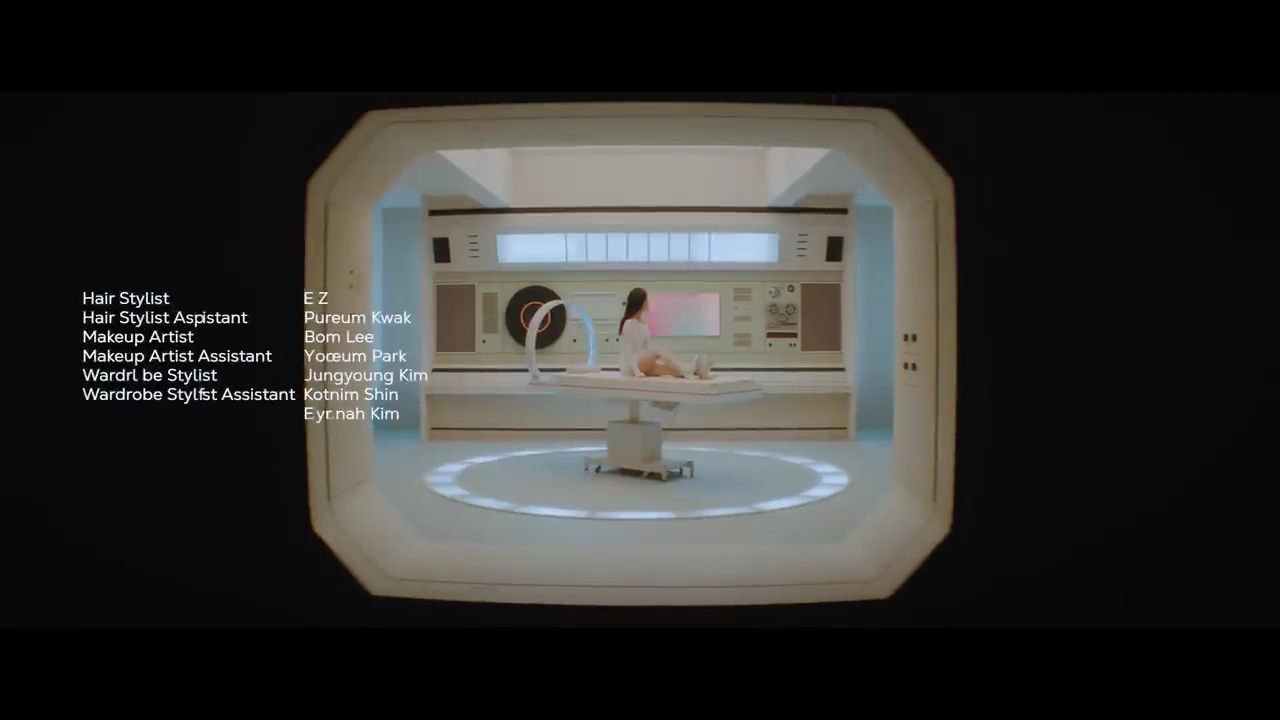 Hair Stylist E Z
Hair Stylist Aspistant Pureum Kwak
Makeup Artist Bom Lee
Makeup Artist Assistant Yoœum Park
Wardrl be Stylist Jungyoung Kim
Wardrobe Stylfst Assistant Kotnim Shin
Eyr.nah Kim